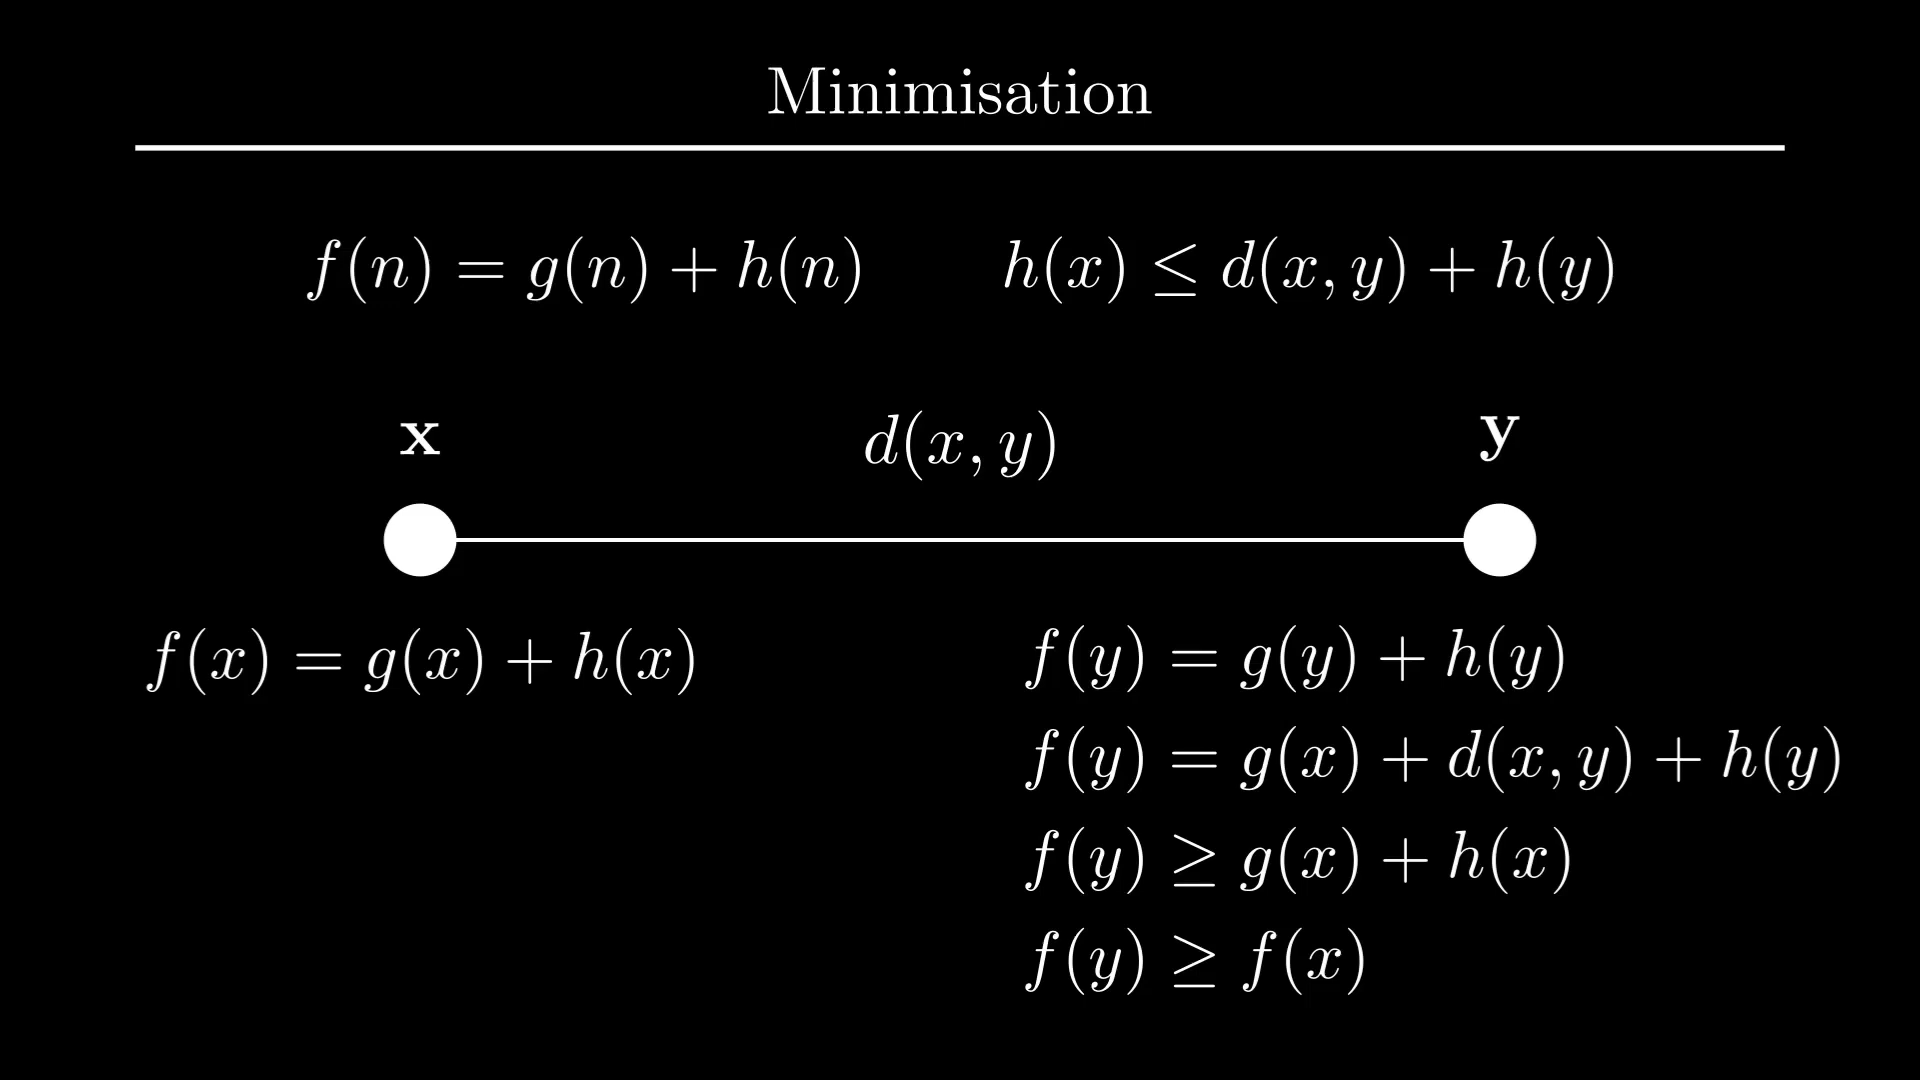 Minimisation
f(n) = g(n) + h(n)
h(x) ≤ d(x, y) + h(y)
x
d(x, y)
y
f(x) = g(x) + h(x)
f(y) = g(y) + h(y)
f(y) = g(x) + d(x, y) + h(y)
f(y) ≥ g(x) + h(x)
f(y) ≥ f(x)